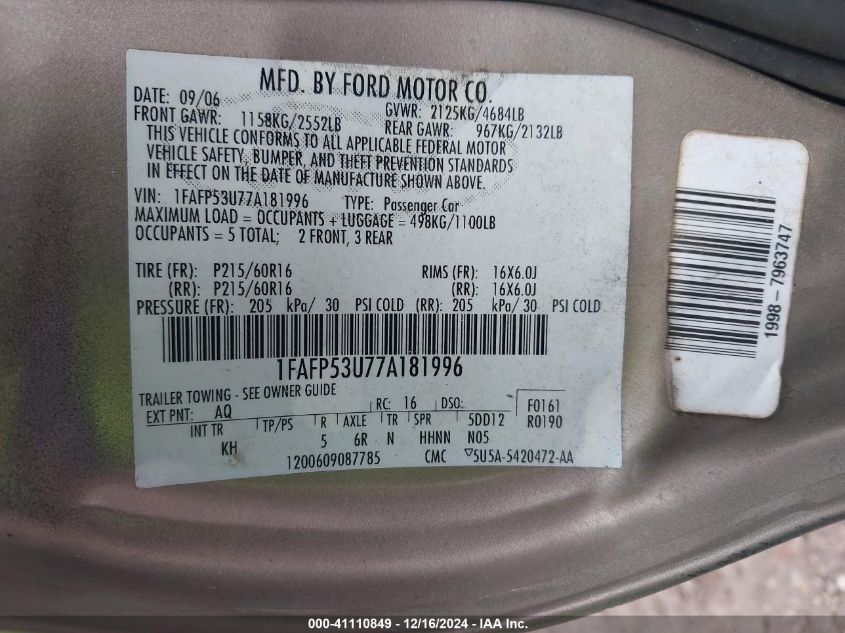 MFD. BY FORD MOTOR CO.
DATE: 09/06 GVWR: 2125KG/4684LB
FRONT GAWR: 1158KG/2552LB REAR GAWR: 967KG/2132LB
THIS VEHICLE CONFORMS TO ALL APPLICABLE FEDERAL MOTOR
VEHICLE SAFETY, BUMPER, AND THEFT PREVENTION STANDARDS
IN EFFECT ON THE DATE OF MANUFACTURE SHOWN ABOVE.
VIN: 1FAFP53U77A181996 TYPE: Passenger Car
MAXIMUM LOAD = OCCUPANTS + LUGGAGE = 498KG/1100LB
OCCUPANTS = 5 TOTAL; 2 FRONT, 3 REAR
TIRE (FR): P215/60R16 RIMS (FR): 16X6.0J
(RR): P215/60R16 (RR): 16X6.0J
PRESSURE (FR): 205 kPa/ 30 PSI COLD (RR): 205 kPa/ 30 PSI COLD
1FAFP53U77A181996
TRAILER TOWING - SEE OWNER GUIDE
EXT PNT: AQ RC: 16 DSO: F0161
INT TR TP/PS R AXLE TR SPR 5DD12 R0190
KH 5 6R N HHNN N05
1200609087785 CMC ▽5U5A-5420472-AA
1998 - 7963747
000-41110849 - 12/16/2024 - IAA Inc.